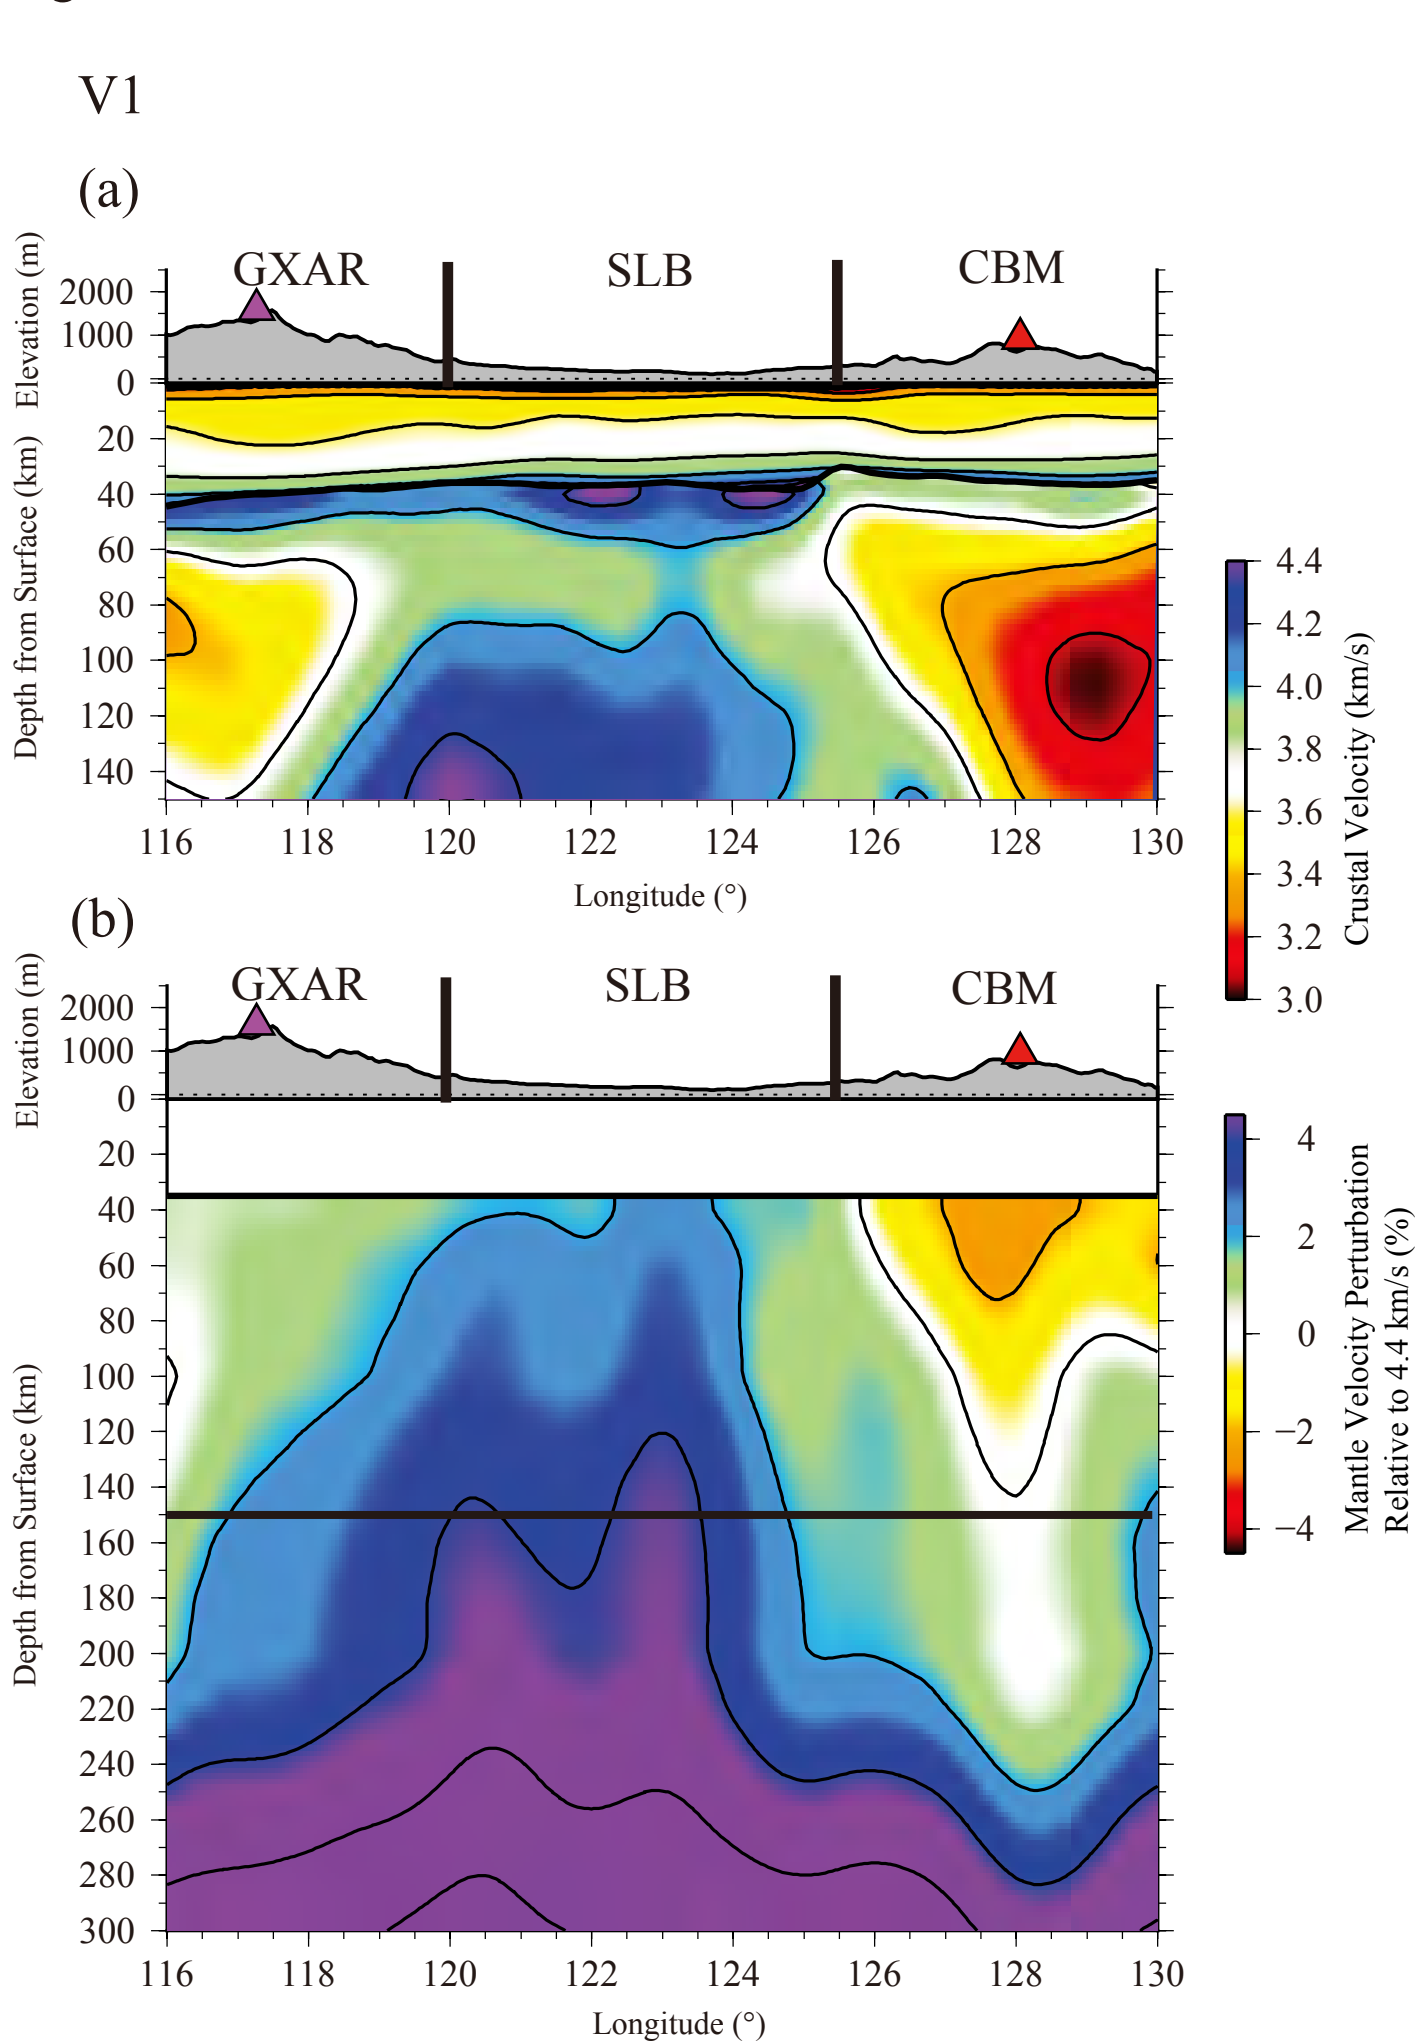 V1
(a)
GXAR SLB CBM
Elevation (m)
2000
1000
0
Depth from Surface (km)
20
40
60
80
100
120
140
116 118 120 122 124 126 128 130
Longitude (°)
4.4
4.2
4.0
3.8
3.6
3.4
3.2
3.0
Crustal Velocity (km/s)
(b)
GXAR SLB CBM
Elevation (m)
2000
1000
0
Depth from Surface (km)
20
40
60
80
100
120
140
160
180
200
220
240
260
280
300
116 118 120 122 124 126 128 130
Longitude (°)
4
2
0
−2
−4
Mantle Velocity Perturbation
Relative to 4.4 km/s (%)